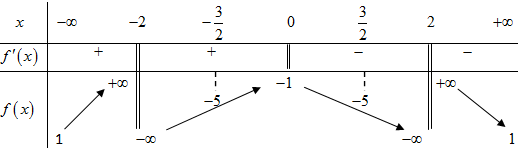 x −∞ −2 −3/2 0 3/2 2 +∞
f'(x) + + − −
+∞ −1 +∞
f(x) −5 −5
1 −∞ −∞ 1